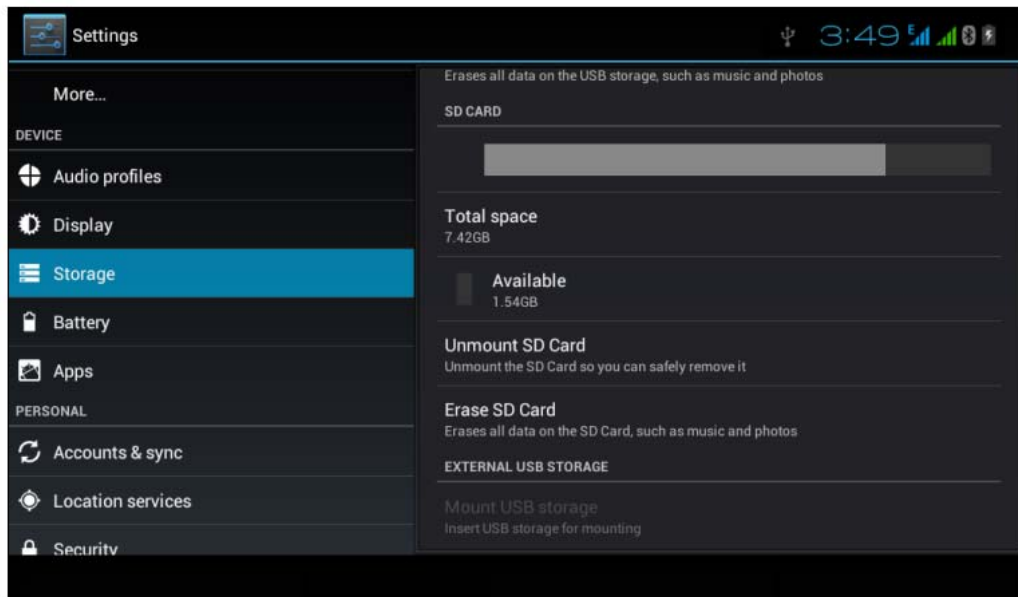 Settings
3:49
E
More...
DEVICE
Audio profiles
Display
Storage
Battery
Apps
PERSONAL
Accounts & sync
Location services
Security
Erases all data on the USB storage, such as music and photos
SD CARD
Total space
7.42GB
Available
1.54GB
Unmount SD Card
Unmount the SD Card so you can safely remove it
Erase SD Card
Erases all data on the SD Card, such as music and photos
EXTERNAL USB STORAGE
Mount USB storage
Insert USB storage for mounting